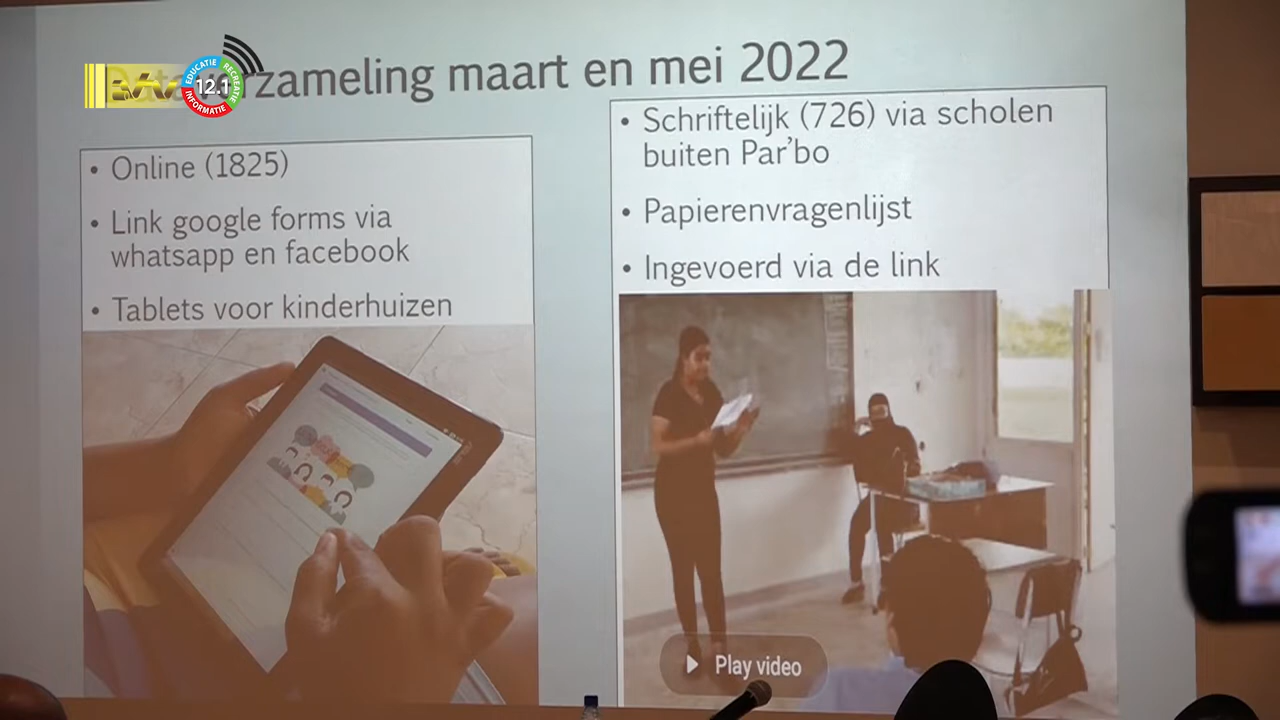 zameling maart en mei 2022
EDUCATIE
RECREATIE
INFORMATIE
12.1
• Online (1825)
• Link google forms via
whatsapp en facebook
• Tablets voor kinderhuizen
• Schriftelijk (726) via scholen
buiten Par'bo
• Papierenvragenlijst
• Ingevoerd via de link
Play video